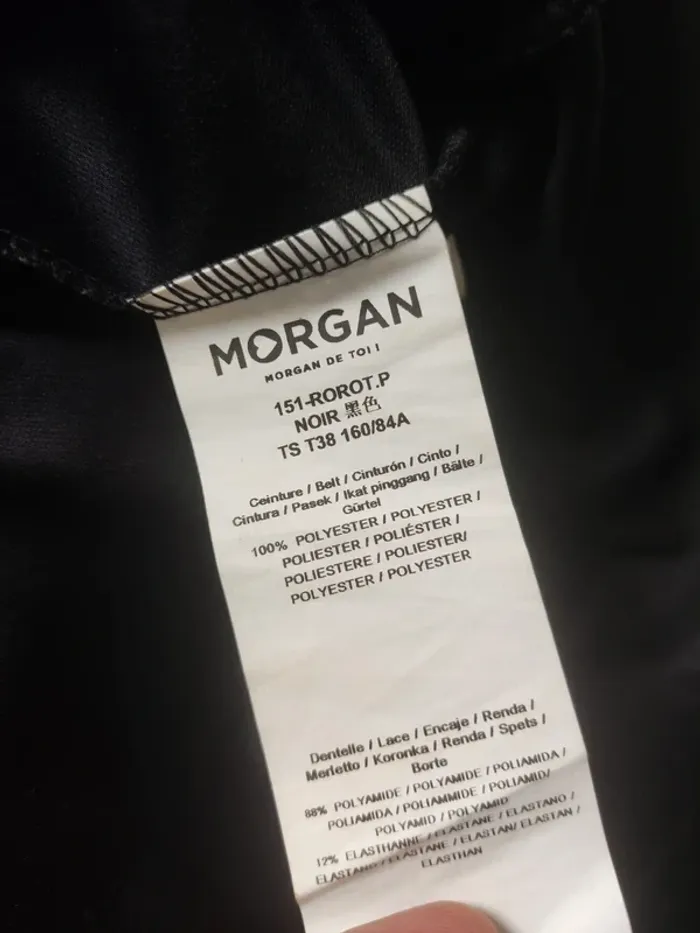 MORGAN
MORGAN DE TOI !
151-ROROT.P
NOIR 黑色
TS T38 160/84A
Ceinture / Belt / Cinturón / Cinto /
Cintura / Pasek / Ikat pinggang / Bälte /
Gürtel
100% POLYESTER / POLYESTER /
POLIESTER / POLIÉSTER /
POLIESTERE / POLIESTER/
POLYESTER / POLYESTER
Dentelle / Lace / Encaje / Renda /
Merletto / Koronka / Renda / Spets /
Borte
88% POLYAMIDE / POLYAMIDE / POLIAMIDA /
POLIAMIDA / POLIAMMIDE / POLIAMID/
POLYAMID / POLYAMID
12% ELASTHANNE / ELASTANE / ELASTANO /
ELASTANO / ELASTANE / ELASTAN/ ELASTAN /
ELASTHAN